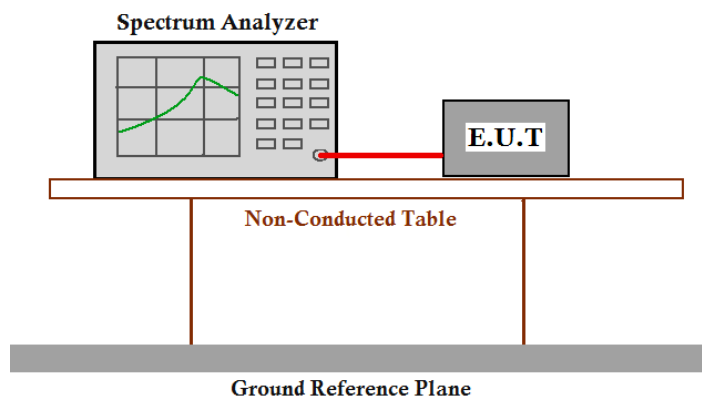 Spectrum Analyzer
E.U.T
Non-Conducted Table
Ground Reference Plane